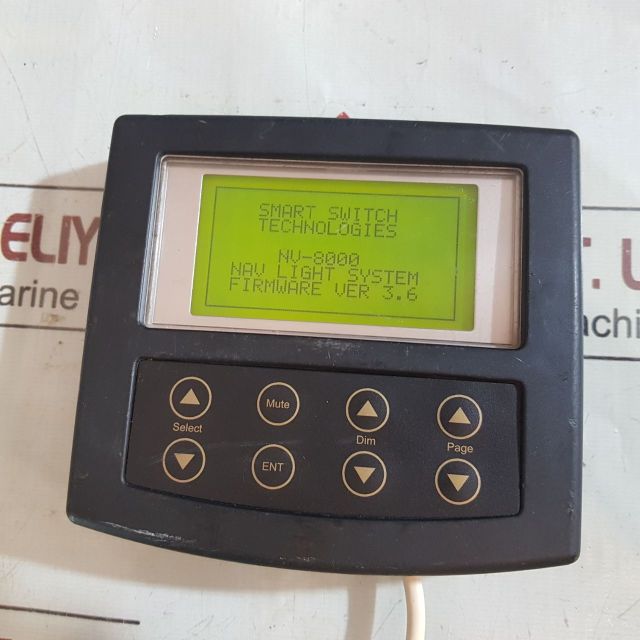 SMART SWITCH
TECHNOLOGIES
NV-8000
NAV LIGHT SYSTEM
FIRMWARE VER 3.6
Select
Mute
ENT
Dim
Page